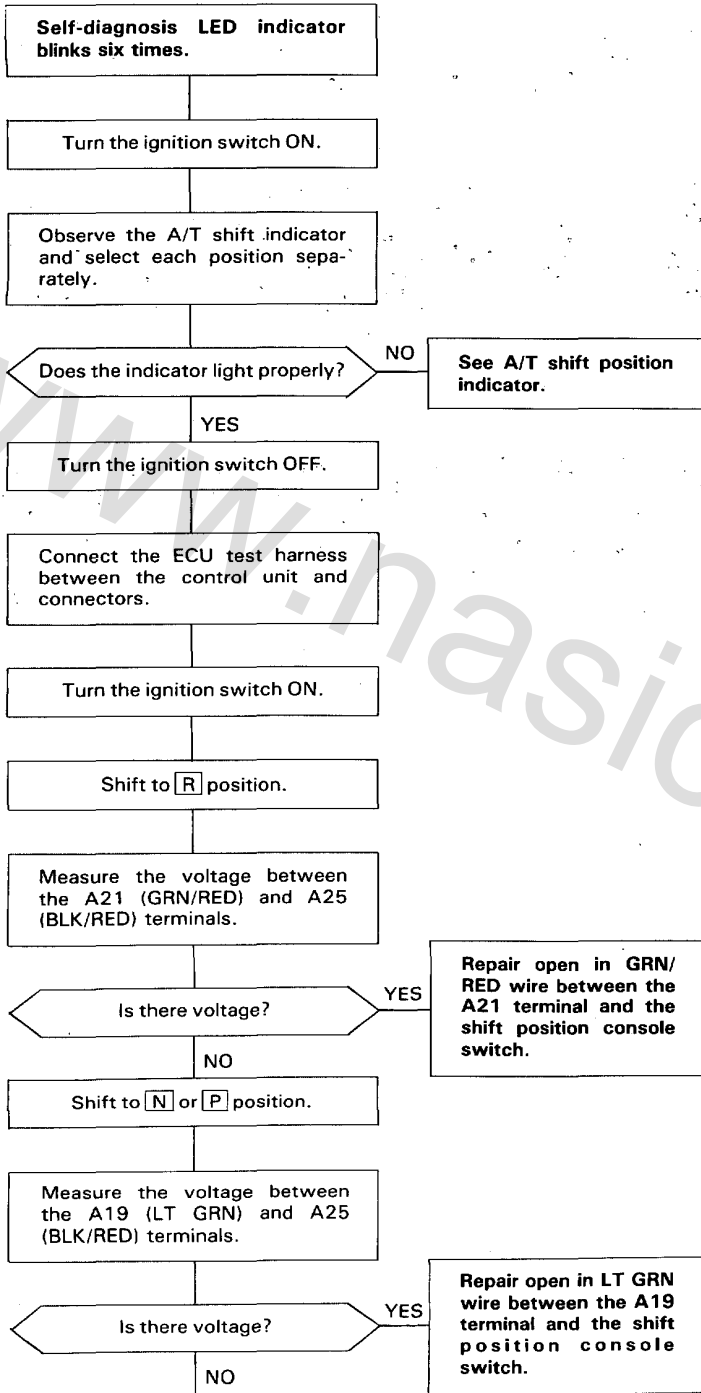 Self-diagnosis LED indicator
blinks six times.
Turn the ignition switch ON.
Observe the A/T shift indicator
and select each position sepa-
rately.
Does the indicator light properly?
NO
See A/T shift position
indicator.
YES
Turn the ignition switch OFF.
Connect the ECU test harness
between the control unit and
connectors.
Turn the ignition switch ON.
Shift to R position.
Measure the voltage between
the A21 (GRN/RED) and A25
(BLK/RED) terminals.
Is there voltage?
YES
Repair open in GRN/
RED wire between the
A21 terminal and the
shift position console
switch.
NO
Shift to N or P position.
Measure the voltage between
the A19 (LT GRN) and A25
(BLK/RED) terminals.
Is there voltage?
YES
Repair open in LT GRN
wire between the A19
terminal and the shift
position console
switch.
NO
www.nasio